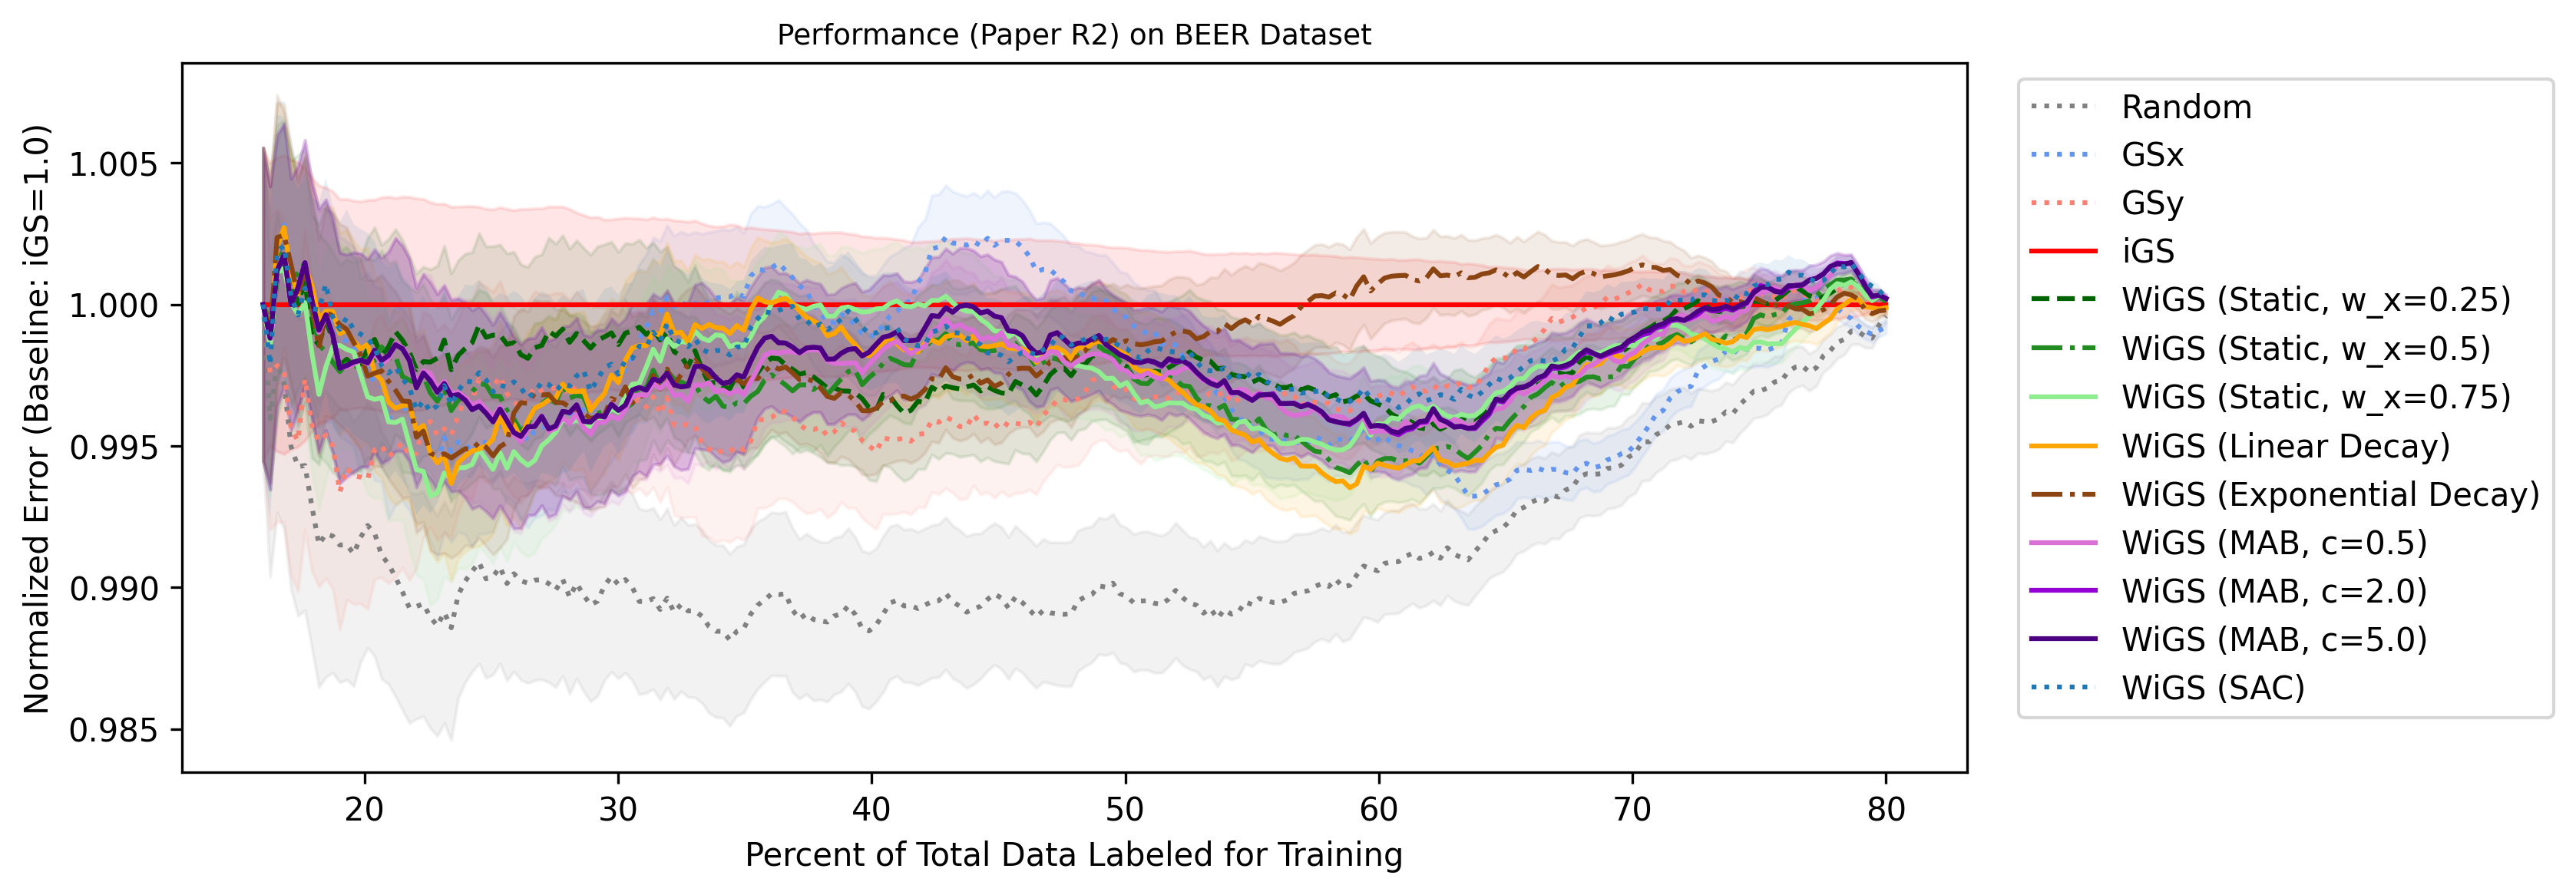 Performance (Paper R2) on BEER Dataset
Normalized Error (Baseline: iGS=1.0)
1.005
1.000
0.995
0.990
0.985
20 30 40 50 60 70 80
Percent of Total Data Labeled for Training
Random
GSx
GSy
iGS
WiGS (Static, w_x=0.25)
WiGS (Static, w_x=0.5)
WiGS (Static, w_x=0.75)
WiGS (Linear Decay)
WiGS (Exponential Decay)
WiGS (MAB, c=0.5)
WiGS (MAB, c=2.0)
WiGS (MAB, c=5.0)
WiGS (SAC)